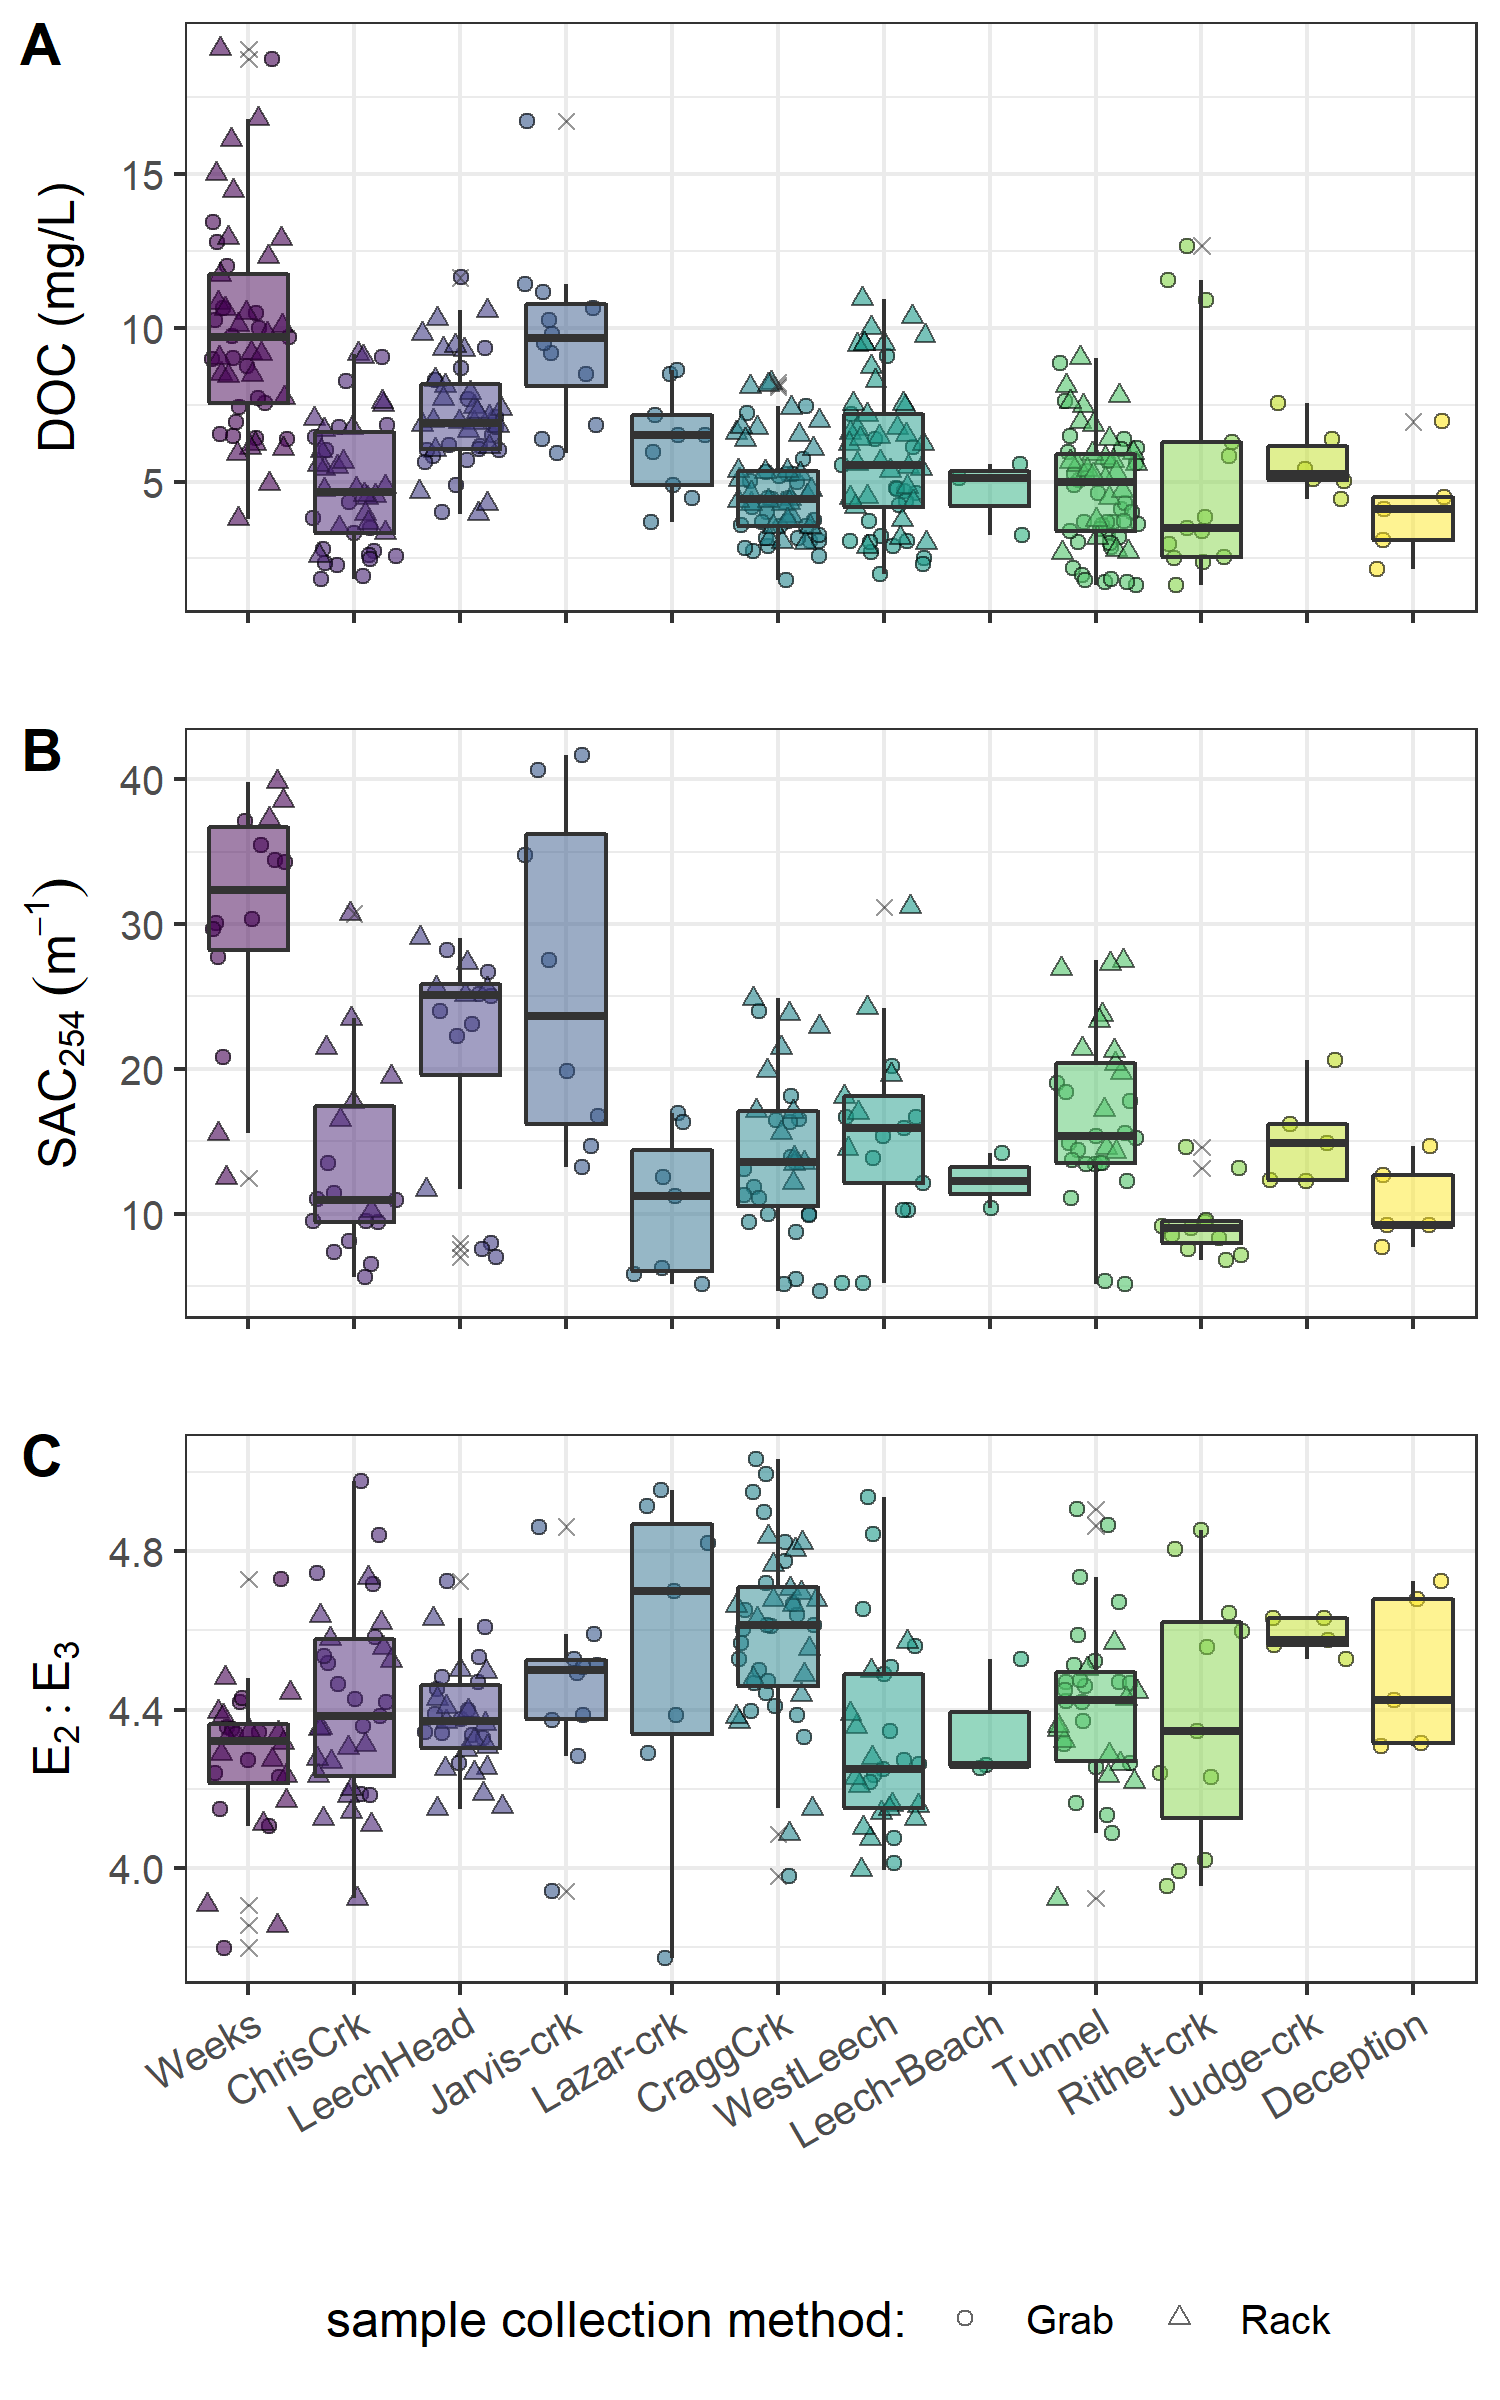 A
DOC (mg/L)
15
10
5
B
SAC₂₅₄ (m⁻¹)
40
30
20
10
C
E₂ : E₃
4.8
4.4
4.0
Weeks
ChrisCrk
LeechHead
Jarvis-crk
Lazar-crk
CraggCrk
WestLeech
Leech-Beach
Tunnel
Rithet-crk
Judge-crk
Deception
sample collection method: Grab Rack